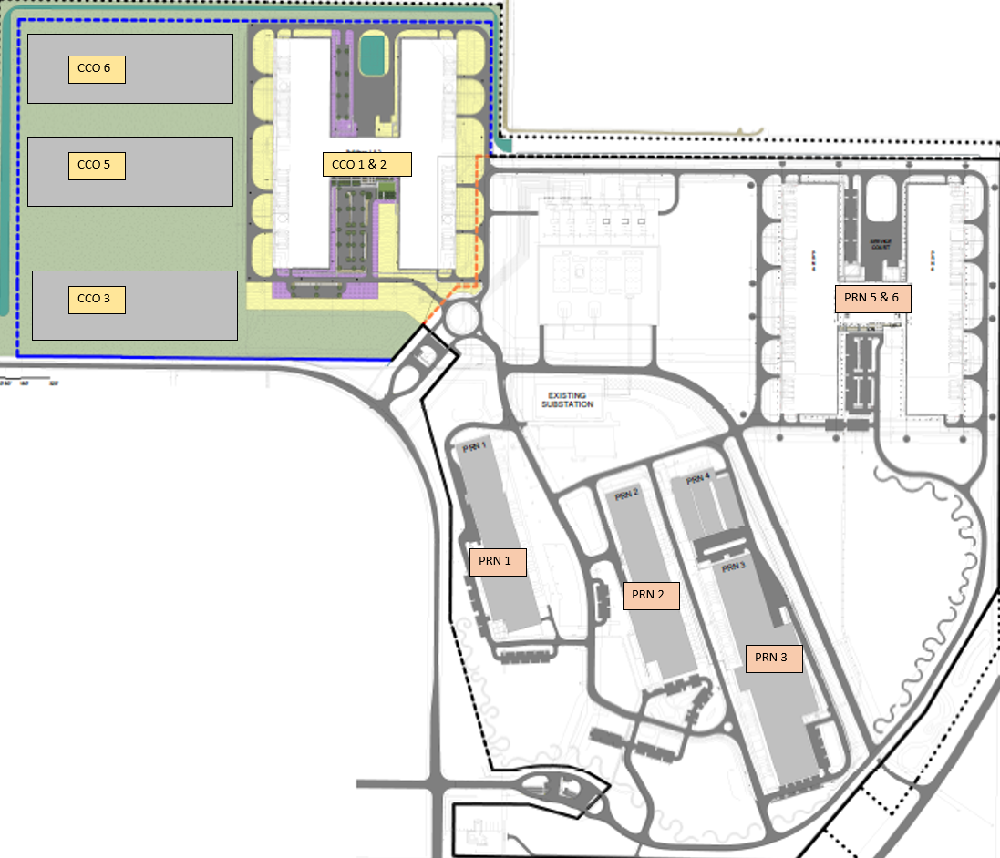 CCO 6
CCO 5
CCO 1 & 2
CCO 3
SERVICE
COURT
PRN 5 & 6
EXISTING
SUBSTATION
PRN 1
PRN 2
PRN 4
PRN 3
PRN 1
PRN 2
PRN 3